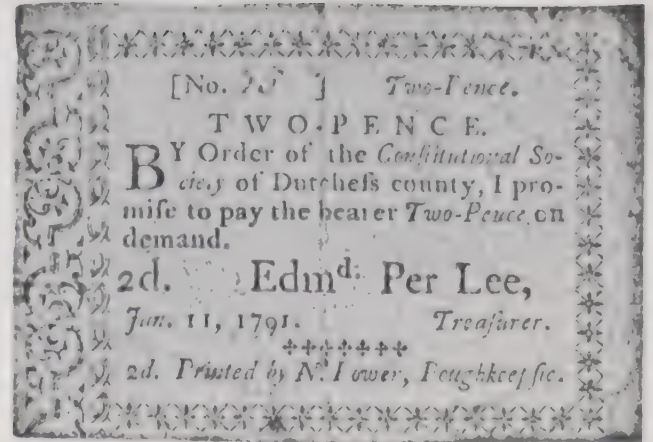 [No. ] Two-Pence.
TWO-PENCE.
BY Order of the Conſtitutional So-
ciety of Dutcheſs county, I pro-
miſe to pay the bearer Two-Pence on
demand.
2d. Edmd. Per Lee,
Jan. 11, 1791. Treaſurer.
2d. Printed by N. Power, Poughkeepſie.